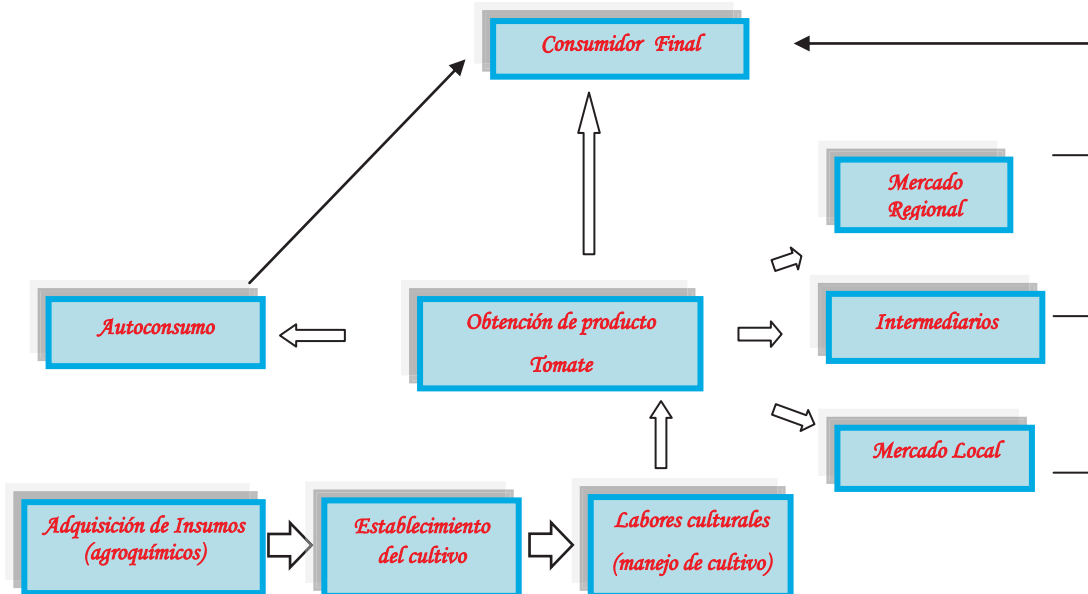 Consumidor Final
Mercado
Regional
Autoconsumo
Obtención de producto
Tomate
Intermediarios
Mercado Local
Adquisición de Insumos
(agroquímicos)
Establecimiento
del cultivo
Labores culturales
(manejo de cultivo)